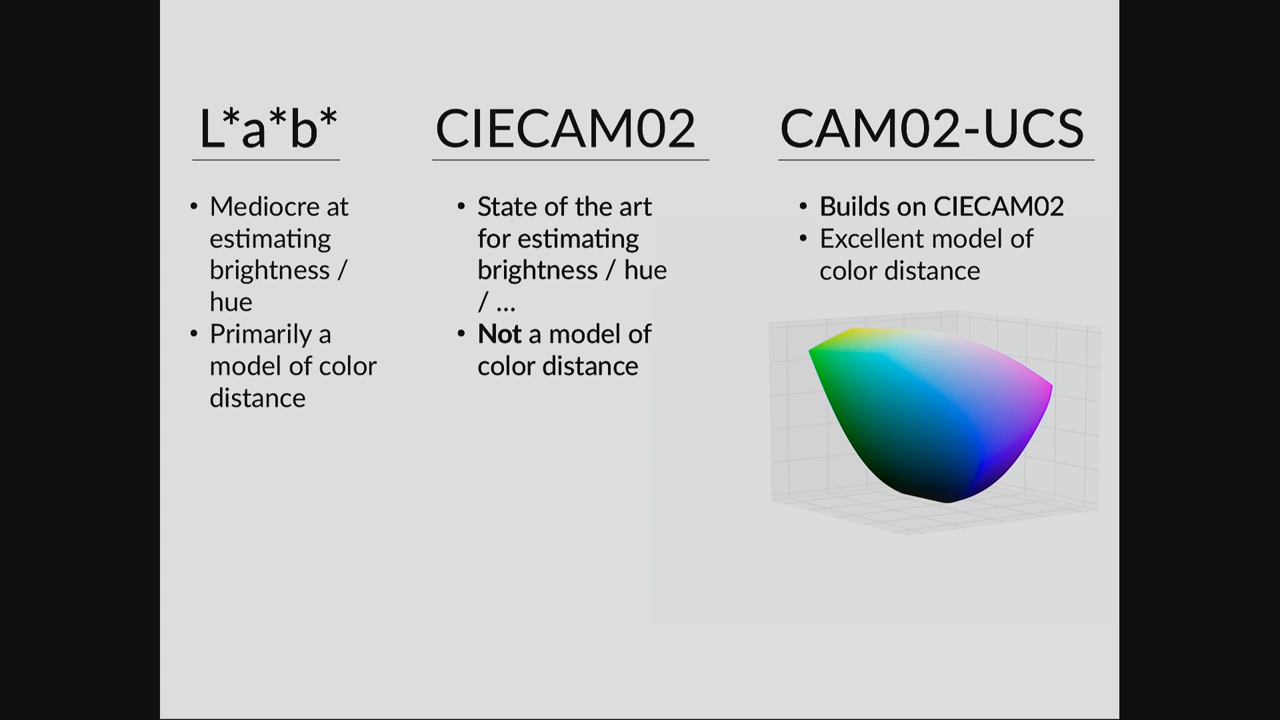 L*a*b*
• Mediocre at
estimating
brightness /
hue
• Primarily a
model of color
distance
CIECAM02
• State of the art
for estimating
brightness / hue
/ ...
• Not a model of
color distance
CAM02-UCS
• Builds on CIECAM02
• Excellent model of
color distance